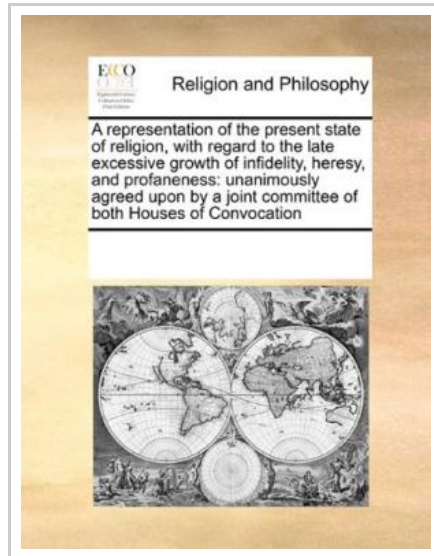 ECCO
Religion and Philosophy
A representation of the present state
of religion, with regard to the late
excessive growth of infidelity, heresy,
and profaneness: unanimously
agreed upon by a joint committee of
both Houses of Convocation